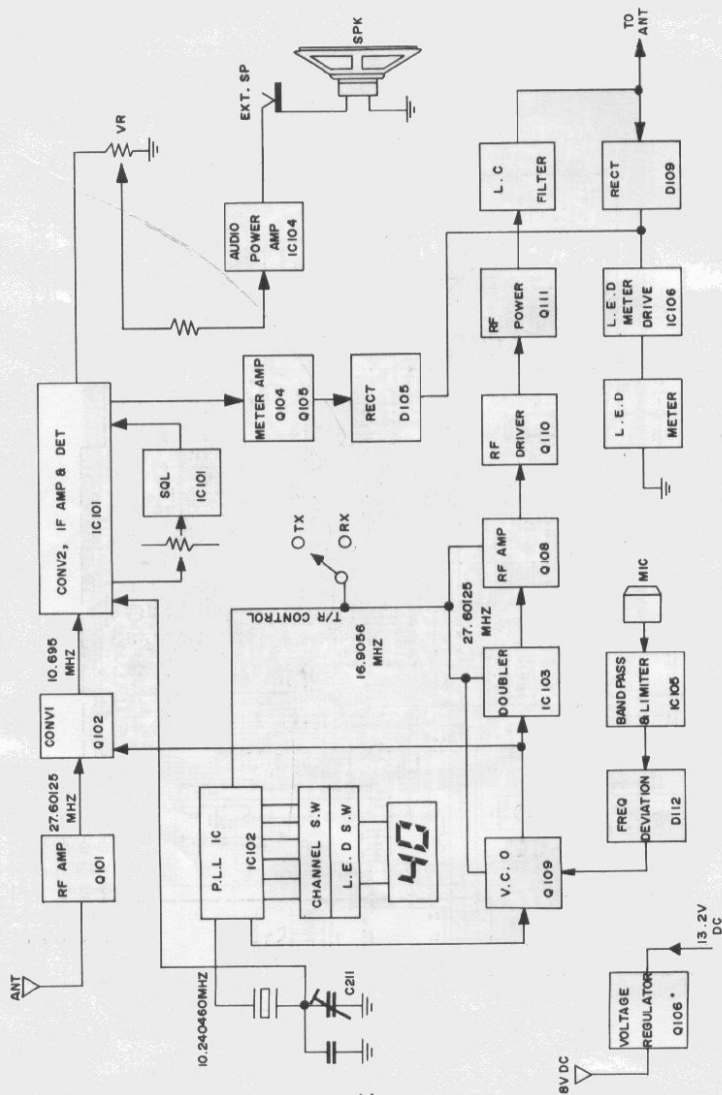 ANT
RF AMP
Q101
27.60125
MHZ
CONV1
Q102
10.695
MHZ
CONV2, IF AMP & DET
IC101
SQL
IC101
VR
AUDIO
POWER
AMP
IC104
EXT. SP
SPK
METER AMP
Q104
Q105
RECT
D105
10.240460MHZ
C211
P.L.L IC
IC102
CHANNEL S.W
L.E.D S.W
40
T/R CONTROL
TX
RX
16.9056
MHZ
V.C.O
Q109
DOUBLER
IC103
27.60125
MHZ
RF AMP
Q108
RF
DRIVER
Q110
RF
POWER
Q111
L.C
FILTER
TO
ANT
RECT
D109
L.E.D
METER
DRIVE
IC106
L.E.D
METER
MIC
BANDPASS
& LIMITER
IC105
FREQ
DEVIATION
D112
8V DC
VOLTAGE
REGULATOR
Q106
13.2V
DC